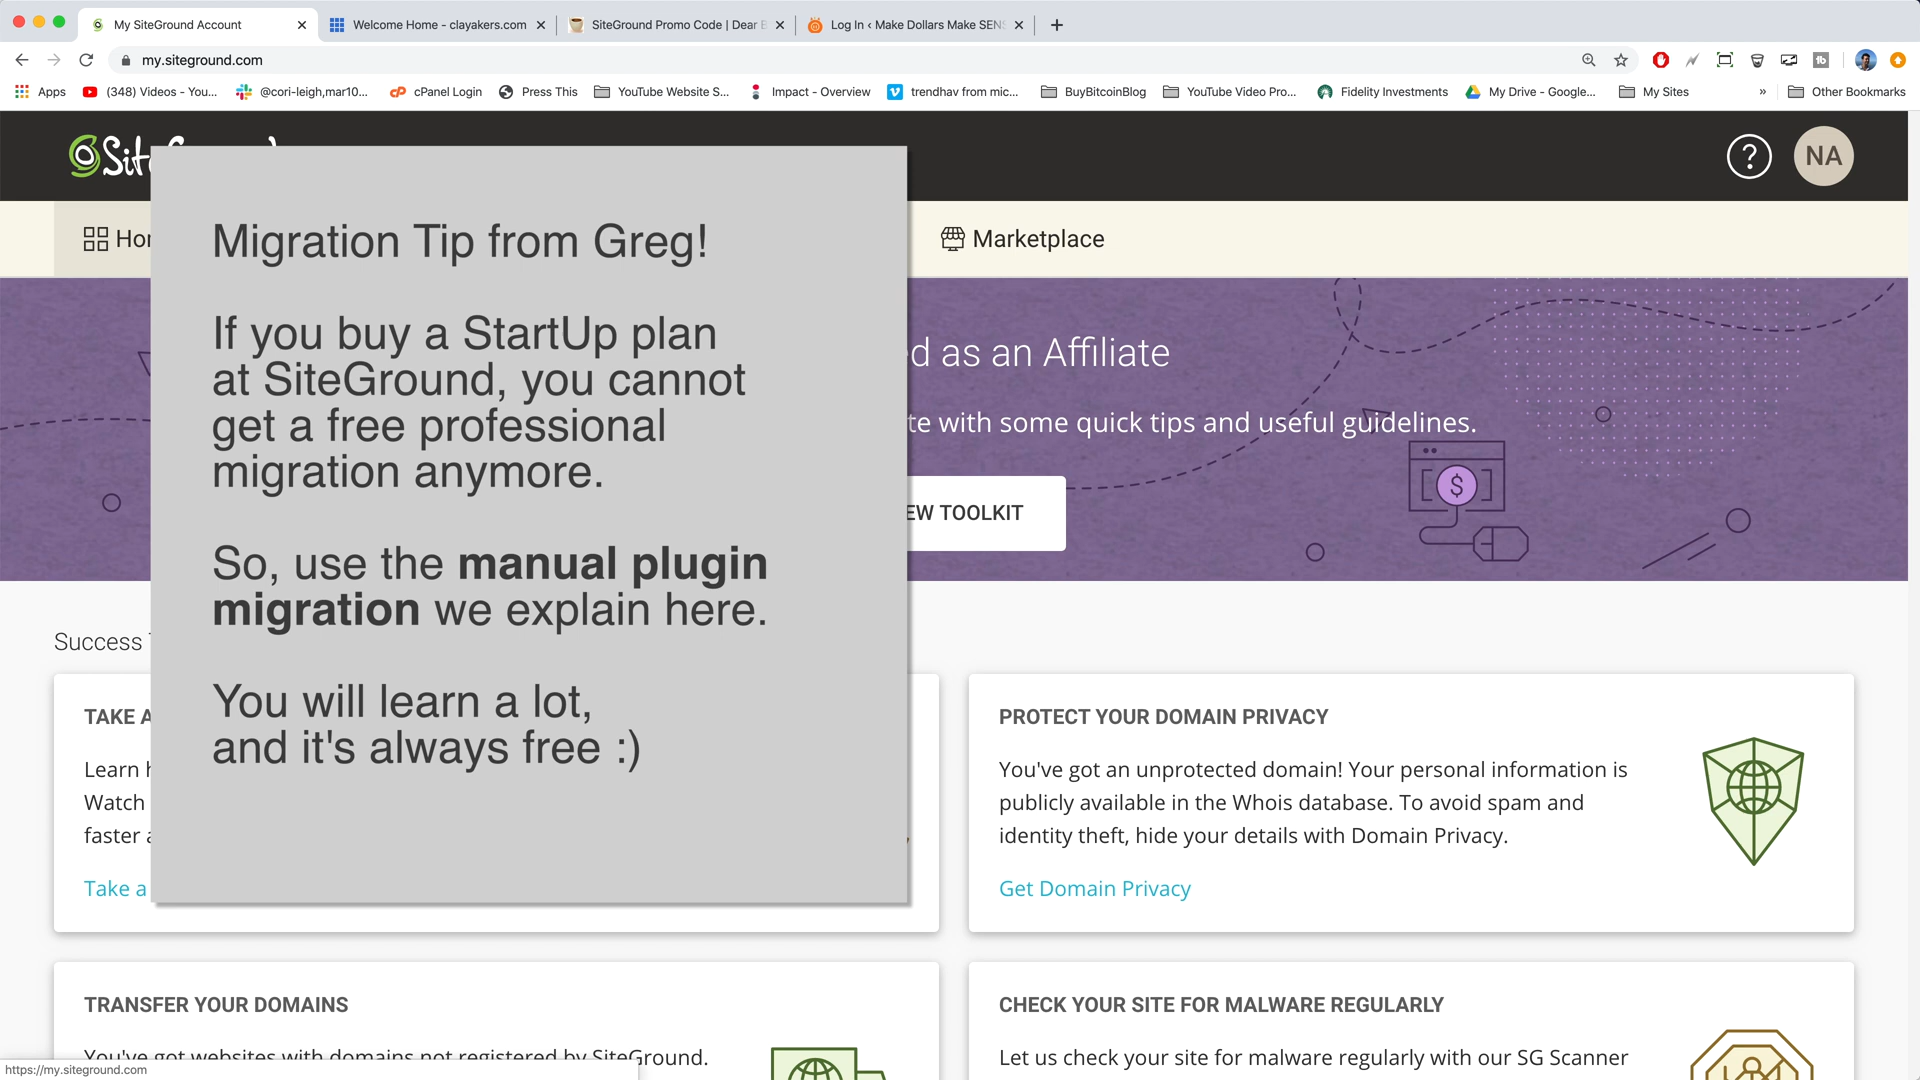 My SiteGround Account
Welcome Home - clayakers.com
SiteGround Promo Code | Dear B
Log In ‹ Make Dollars Make SENS
my.siteground.com
Apps
(348) Videos - You...
@cori-leigh,mar10...
cPanel Login
Press This
YouTube Website S...
Impact - Overview
trendhav from mic...
BuyBitcoinBlog
YouTube Video Pro...
Fidelity Investments
My Drive - Google...
My Sites
»
Other Bookmarks
NA
Marketplace
Migration Tip from Greg!
If you buy a StartUp plan
at SiteGround, you cannot
get a free professional
migration anymore.
So, use the manual plugin
migration we explain here.
You will learn a lot,
and it's always free :)
d as an Affiliate
te with some quick tips and useful guidelines.
EW TOOLKIT
Success
TAKE A
Learn
Watch
faster
Take a
PROTECT YOUR DOMAIN PRIVACY
You've got an unprotected domain! Your personal information is
publicly available in the Whois database. To avoid spam and
identity theft, hide your details with Domain Privacy.
Get Domain Privacy
TRANSFER YOUR DOMAINS
You've got websites with domains not registered by SiteGround.
CHECK YOUR SITE FOR MALWARE REGULARLY
Let us check your site for malware regularly with our SG Scanner
https://my.siteground.com